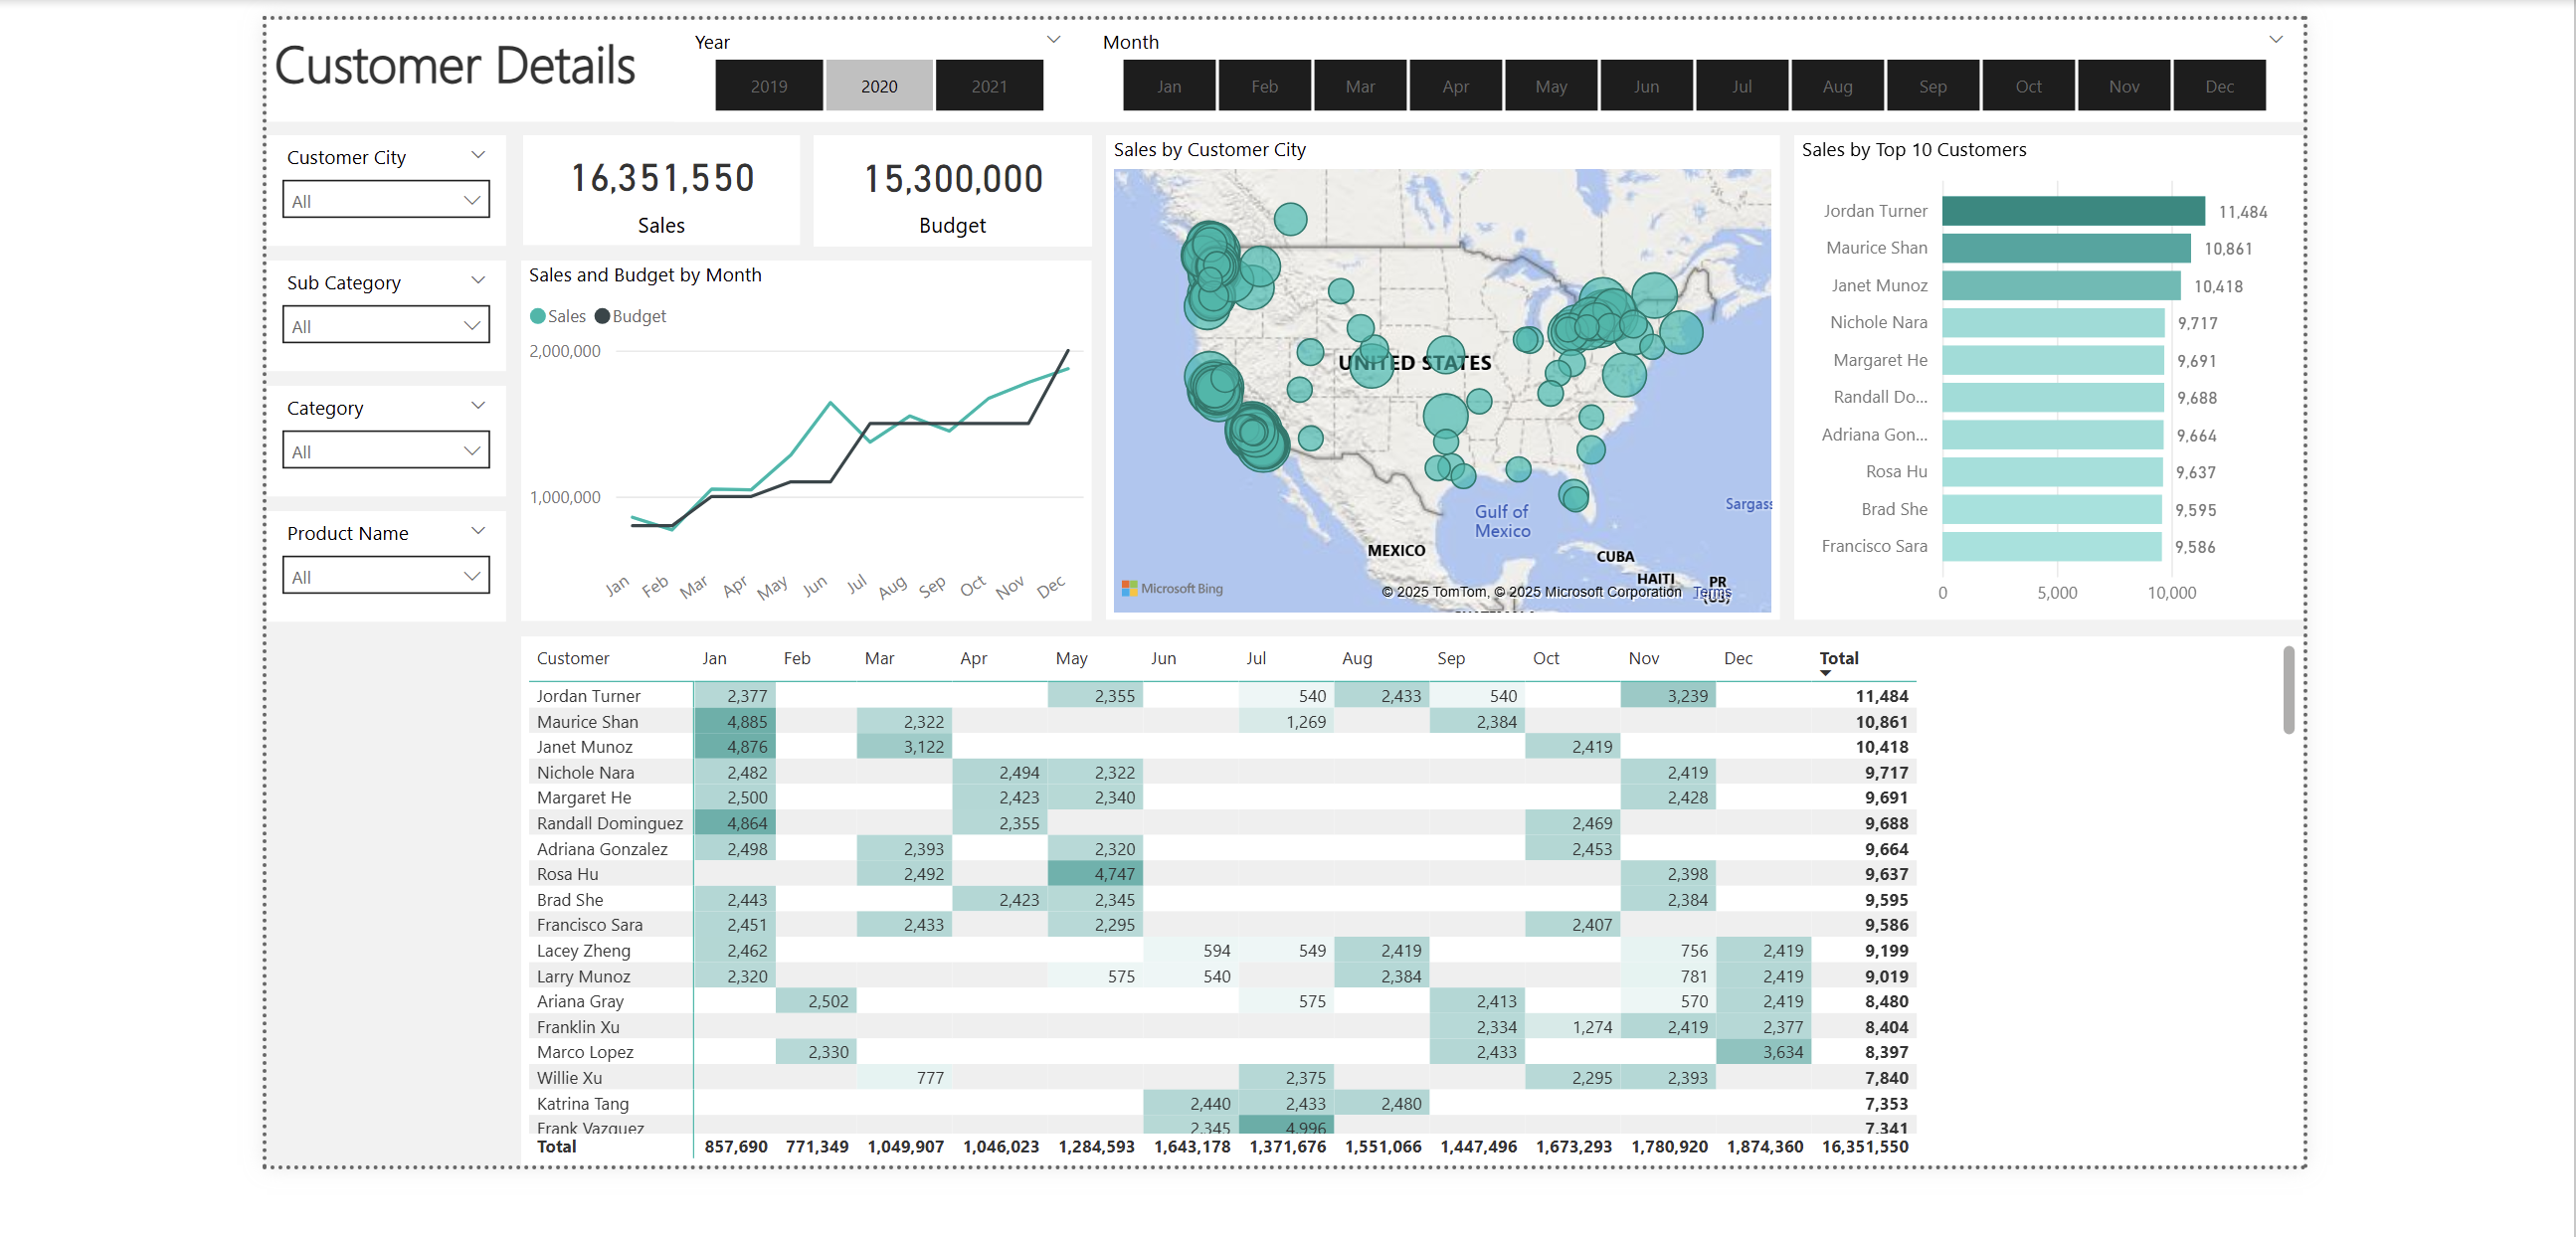 Customer Details
Year
2019 2020 2021
Month
Jan Feb Mar Apr May Jun Jul Aug Sep Oct Nov Dec
Customer City
All
Sub Category
All
Category
All
Product Name
All
16,351,550
Sales
15,300,000
Budget
Sales and Budget by Month
Sales Budget
2,000,000
1,000,000
Jan Feb Mar Apr May Jun Jul Aug Sep Oct Nov Dec
Sales by Customer City
UNITED STATES
Sargass
Gulf of
Mexico
MEXICO
CUBA
HAITI
PR
(US)
Microsoft Bing
© 2025 TomTom, © 2025 Microsoft Corporation Terms
Sales by Top 10 Customers
Jordan Turner 11,484
Maurice Shan 10,861
Janet Munoz 10,418
Nichole Nara 9,717
Margaret He 9,691
Randall Do... 9,688
Adriana Gon... 9,664
Rosa Hu 9,637
Brad She 9,595
Francisco Sara 9,586
0 5,000 10,000
Customer Jan Feb Mar Apr May Jun Jul Aug Sep Oct Nov Dec Total
Jordan Turner 2,377 2,355 540 2,433 540 3,239 11,484
Maurice Shan 4,885 2,322 1,269 2,384 10,861
Janet Munoz 4,876 3,122 2,419 10,418
Nichole Nara 2,482 2,494 2,322 2,419 9,717
Margaret He 2,500 2,423 2,340 2,428 9,691
Randall Dominguez 4,864 2,355 2,469 9,688
Adriana Gonzalez 2,498 2,393 2,320 2,453 9,664
Rosa Hu 2,492 4,747 2,398 9,637
Brad She 2,443 2,423 2,345 2,384 9,595
Francisco Sara 2,451 2,433 2,295 2,407 9,586
Lacey Zheng 2,462 594 549 2,419 756 2,419 9,199
Larry Munoz 2,320 575 540 2,384 781 2,419 9,019
Ariana Gray 2,502 575 2,413 570 2,419 8,480
Franklin Xu 2,334 1,274 2,419 2,377 8,404
Marco Lopez 2,330 2,433 3,634 8,397
Willie Xu 777 2,375 2,295 2,393 7,840
Katrina Tang 2,440 2,433 2,480 7,353
Frank Vazquez 2,345 4,996 7,341
Total 857,690 771,349 1,049,907 1,046,023 1,284,593 1,643,178 1,371,676 1,551,066 1,447,496 1,673,293 1,780,920 1,874,360 16,351,550